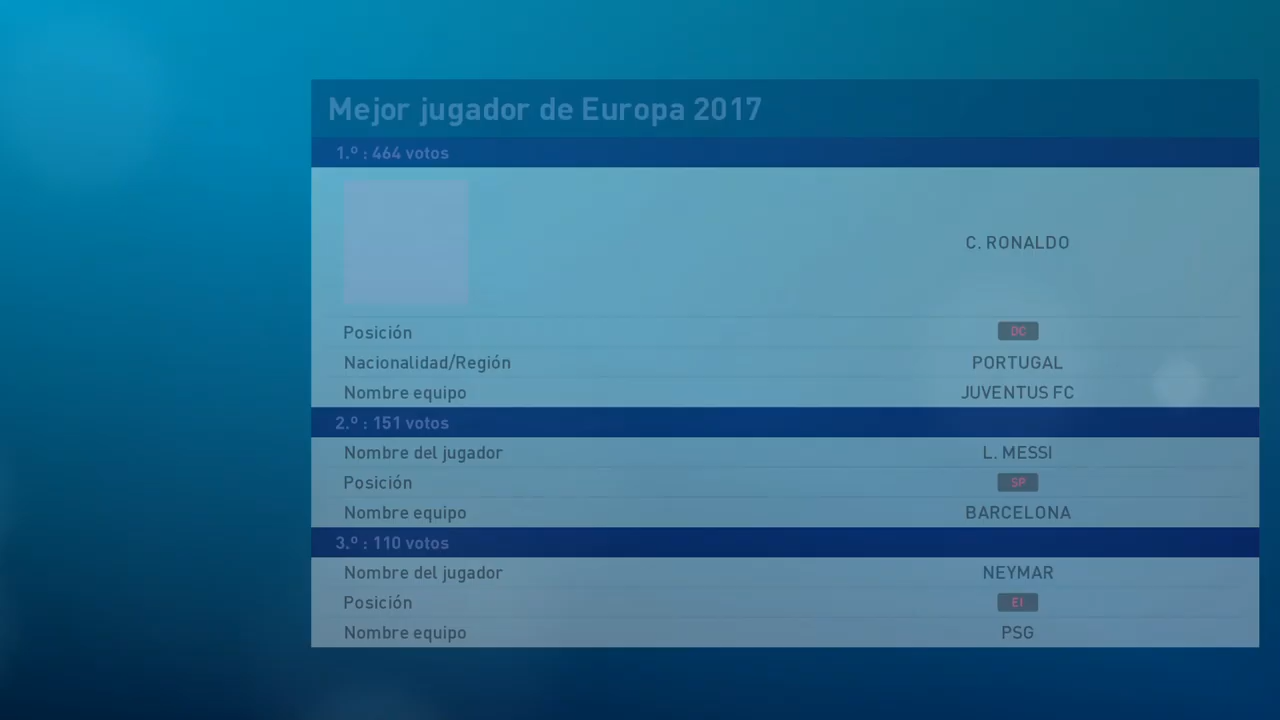 Mejor jugador de Europa 2017
1.º : 464 votos
C. RONALDO
Posición DC
Nacionalidad/Región PORTUGAL
Nombre equipo JUVENTUS FC
2.º : 151 votos
Nombre del jugador L. MESSI
Posición SP
Nombre equipo BARCELONA
3.º : 110 votos
Nombre del jugador NEYMAR
Posición EI
Nombre equipo PSG